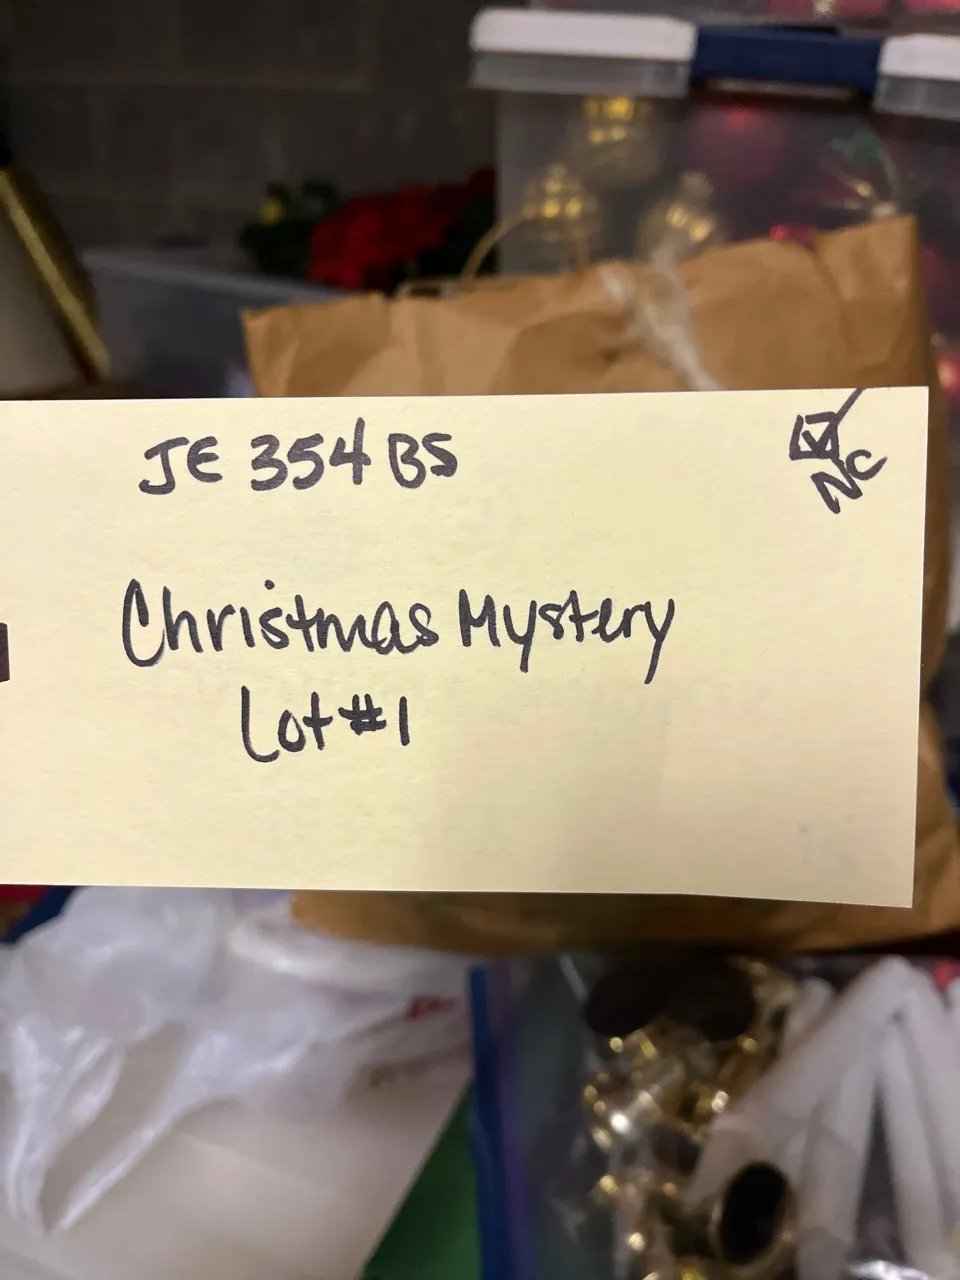 JE 354 BS
NC
Christmas Mystery
Lot #1